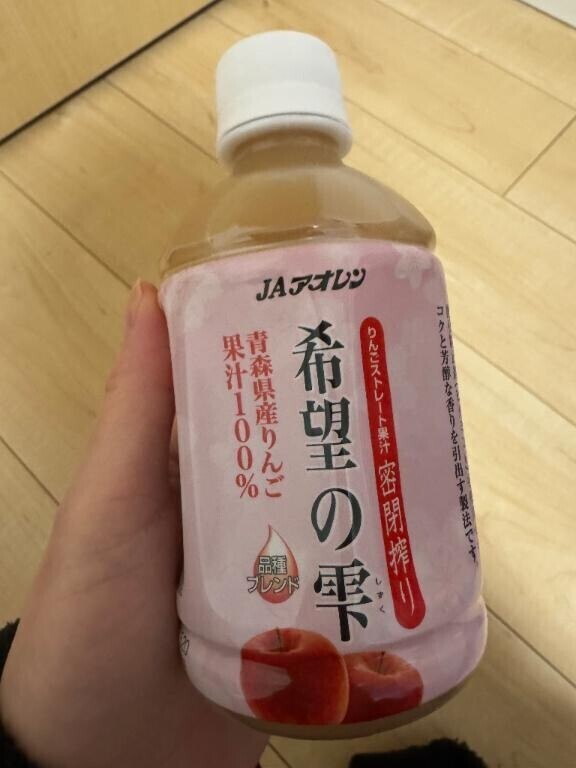 JAアオレン
りんごストレート果汁 密閉搾り
希望の雫
しずく
青森県産りんご
果汁100%
品種
ブレンド
コクと芳醇な香りを引出す製法です。